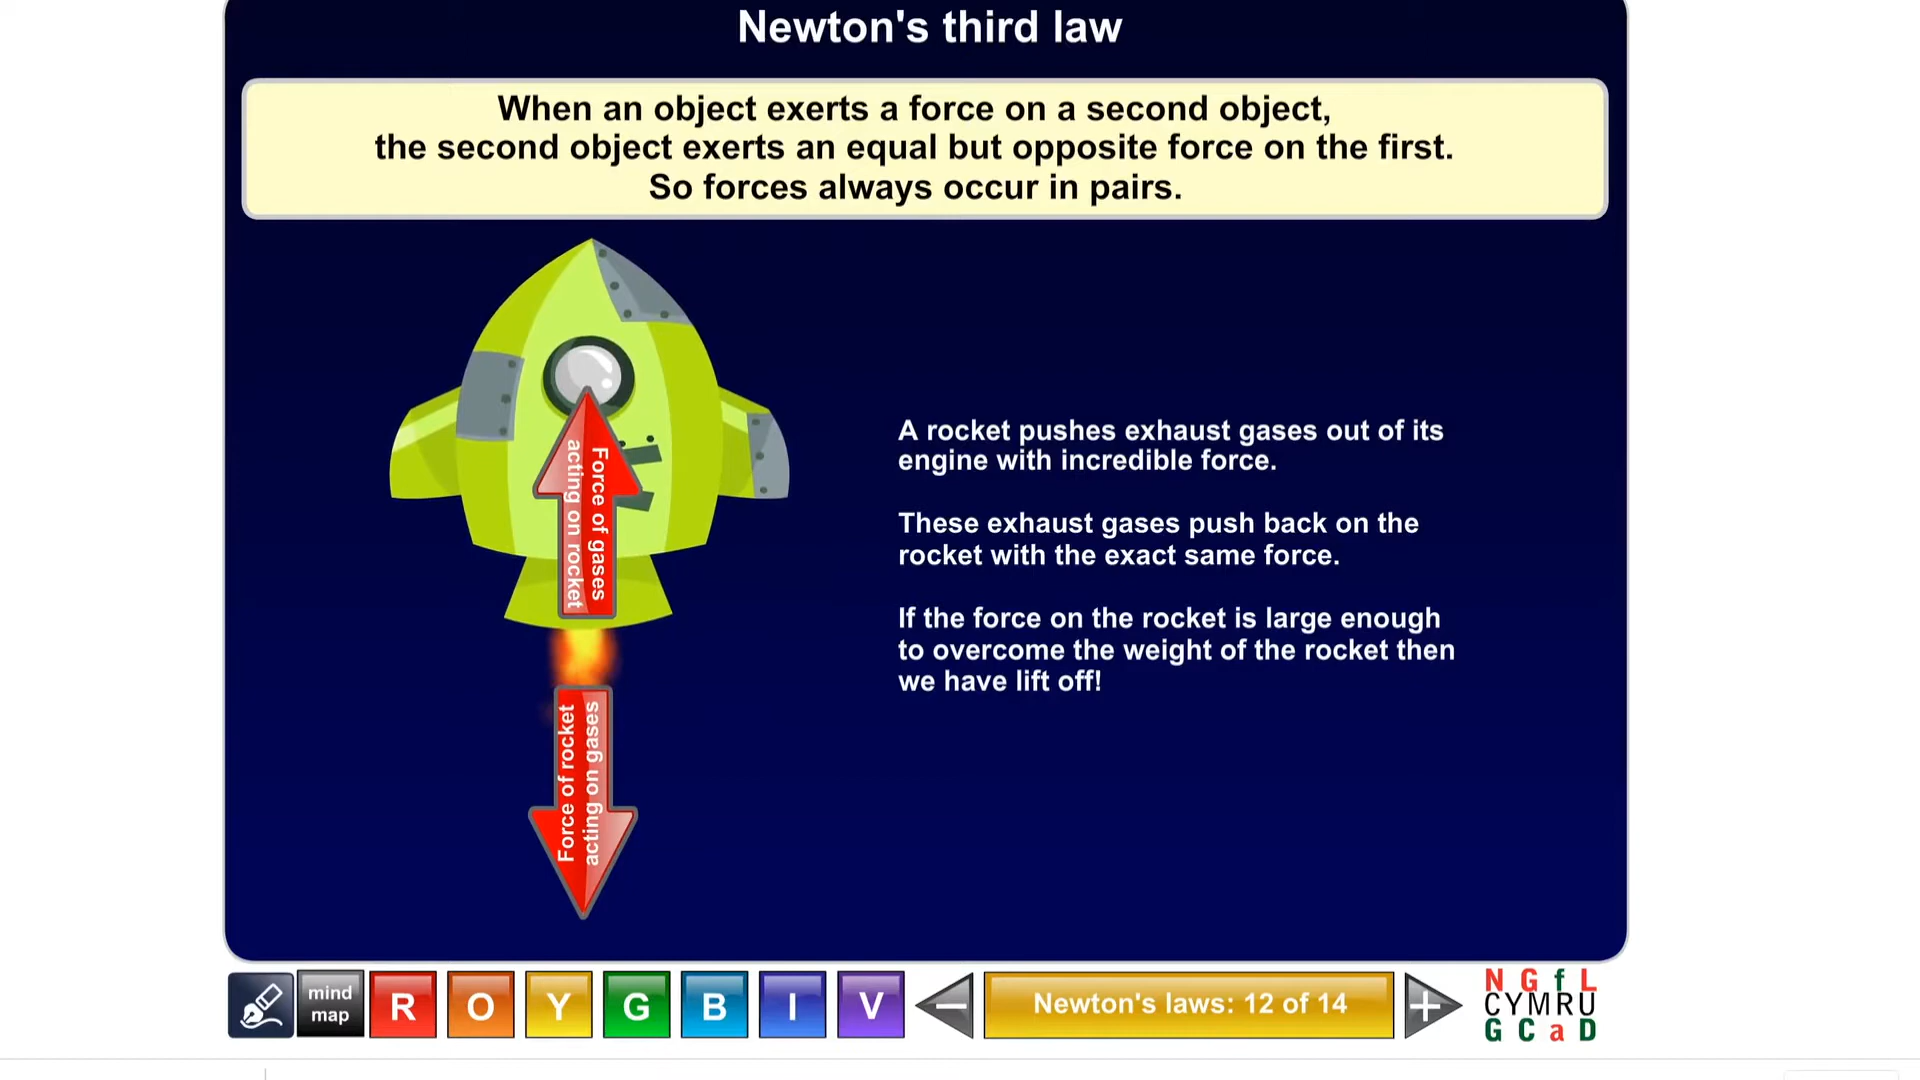 Newton's third law
When an object exerts a force on a second object,
the second object exerts an equal but opposite force on the first.
So forces always occur in pairs.
Force of gases
acting on rocket
A rocket pushes exhaust gases out of its
engine with incredible force.
These exhaust gases push back on the
rocket with the exact same force.
If the force on the rocket is large enough
to overcome the weight of the rocket then
we have lift off!
Force of rocket
acting on gases
mind
map
R O Y G B I V
Newton's laws: 12 of 14
NGfL
CYMRU
GCaD